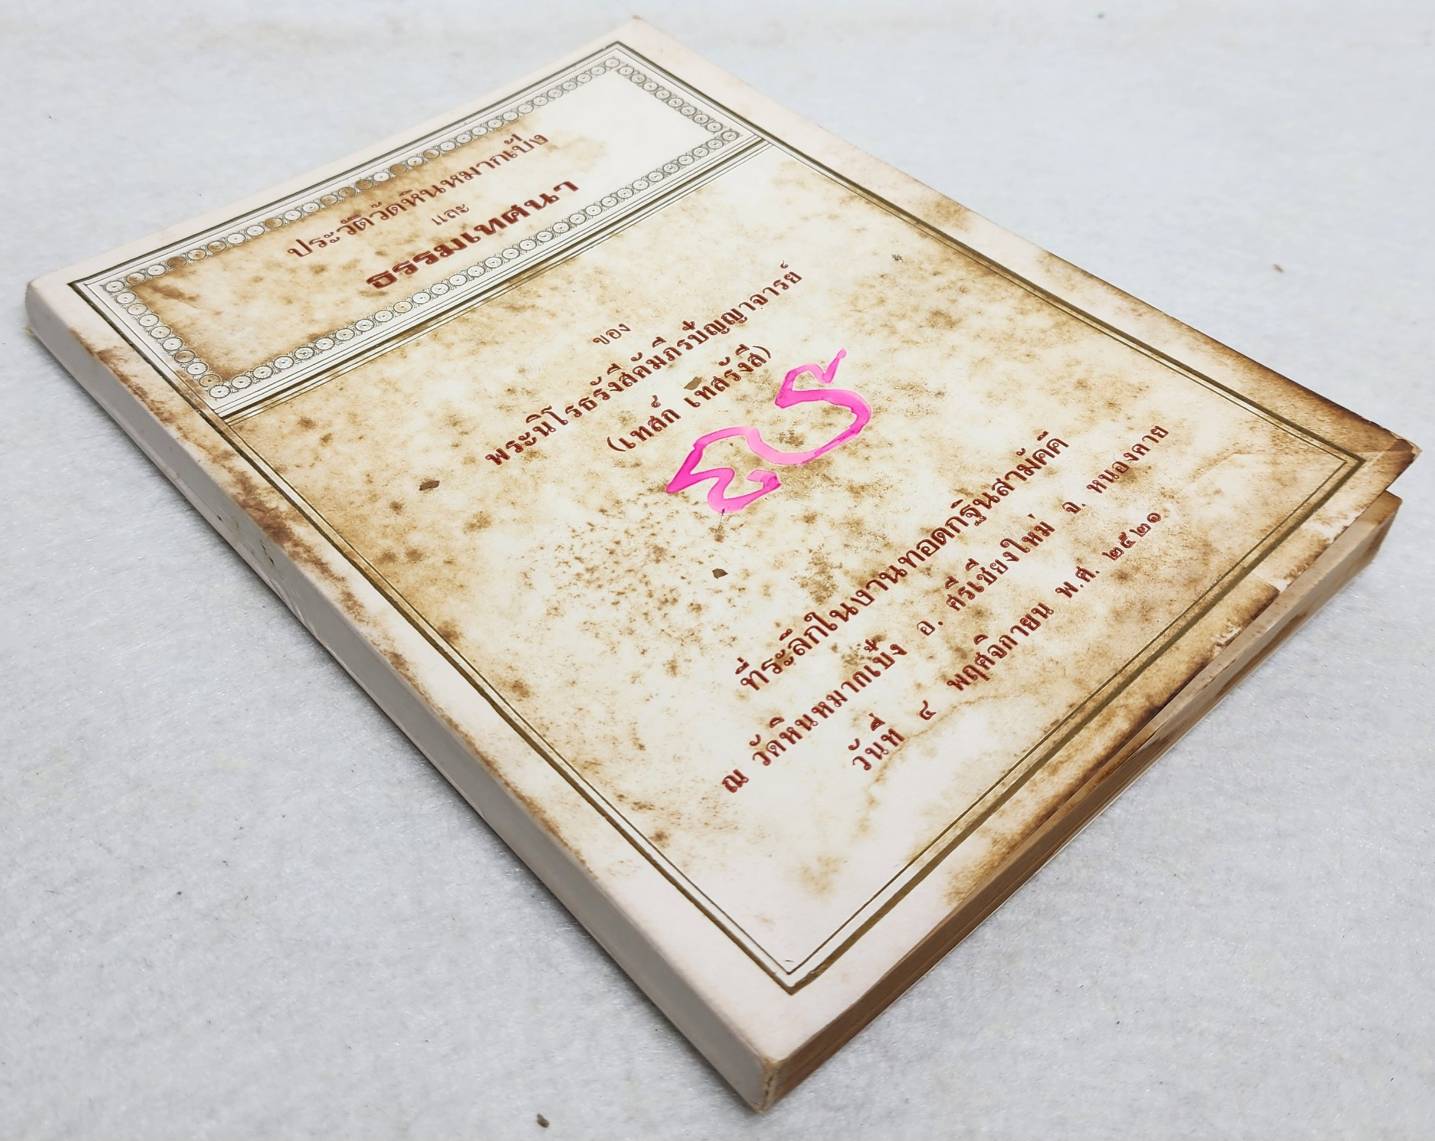 ประวัติวัดหินหมากเป้ง
และ
ธรรมเทศนา
ของ
พระนิโรธรังสีคัมภีรปัญญาจารย์
(เทสก์ เทสรังสี)
ที่ระลึกในงานทอดกฐินสามัคคี
ณ วัดหินหมากเป้ง อ. ศรีเชียงใหม่ จ. หนองคาย
วันที่ ๔ พฤศจิกายน พ.ศ. ๒๕๒๑